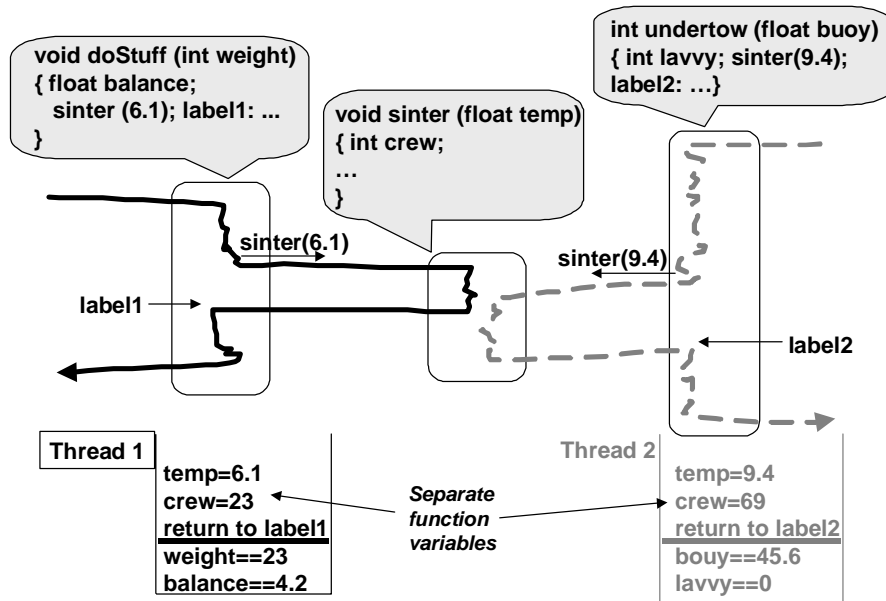 void doStuff (int weight)
{ float balance;
sinter (6.1); label1: ...
}
void sinter (float temp)
{ int crew;
…
}
int undertow (float buoy)
{ int lavvy; sinter(9.4);
label2: …}
sinter(6.1)
sinter(9.4)
label1
label2
Thread 1
temp=6.1
crew=23
return to label1
weight==23
balance==4.2
Separate
function
variables
Thread 2
temp=9.4
crew=69
return to label2
bouy==45.6
lavvy==0